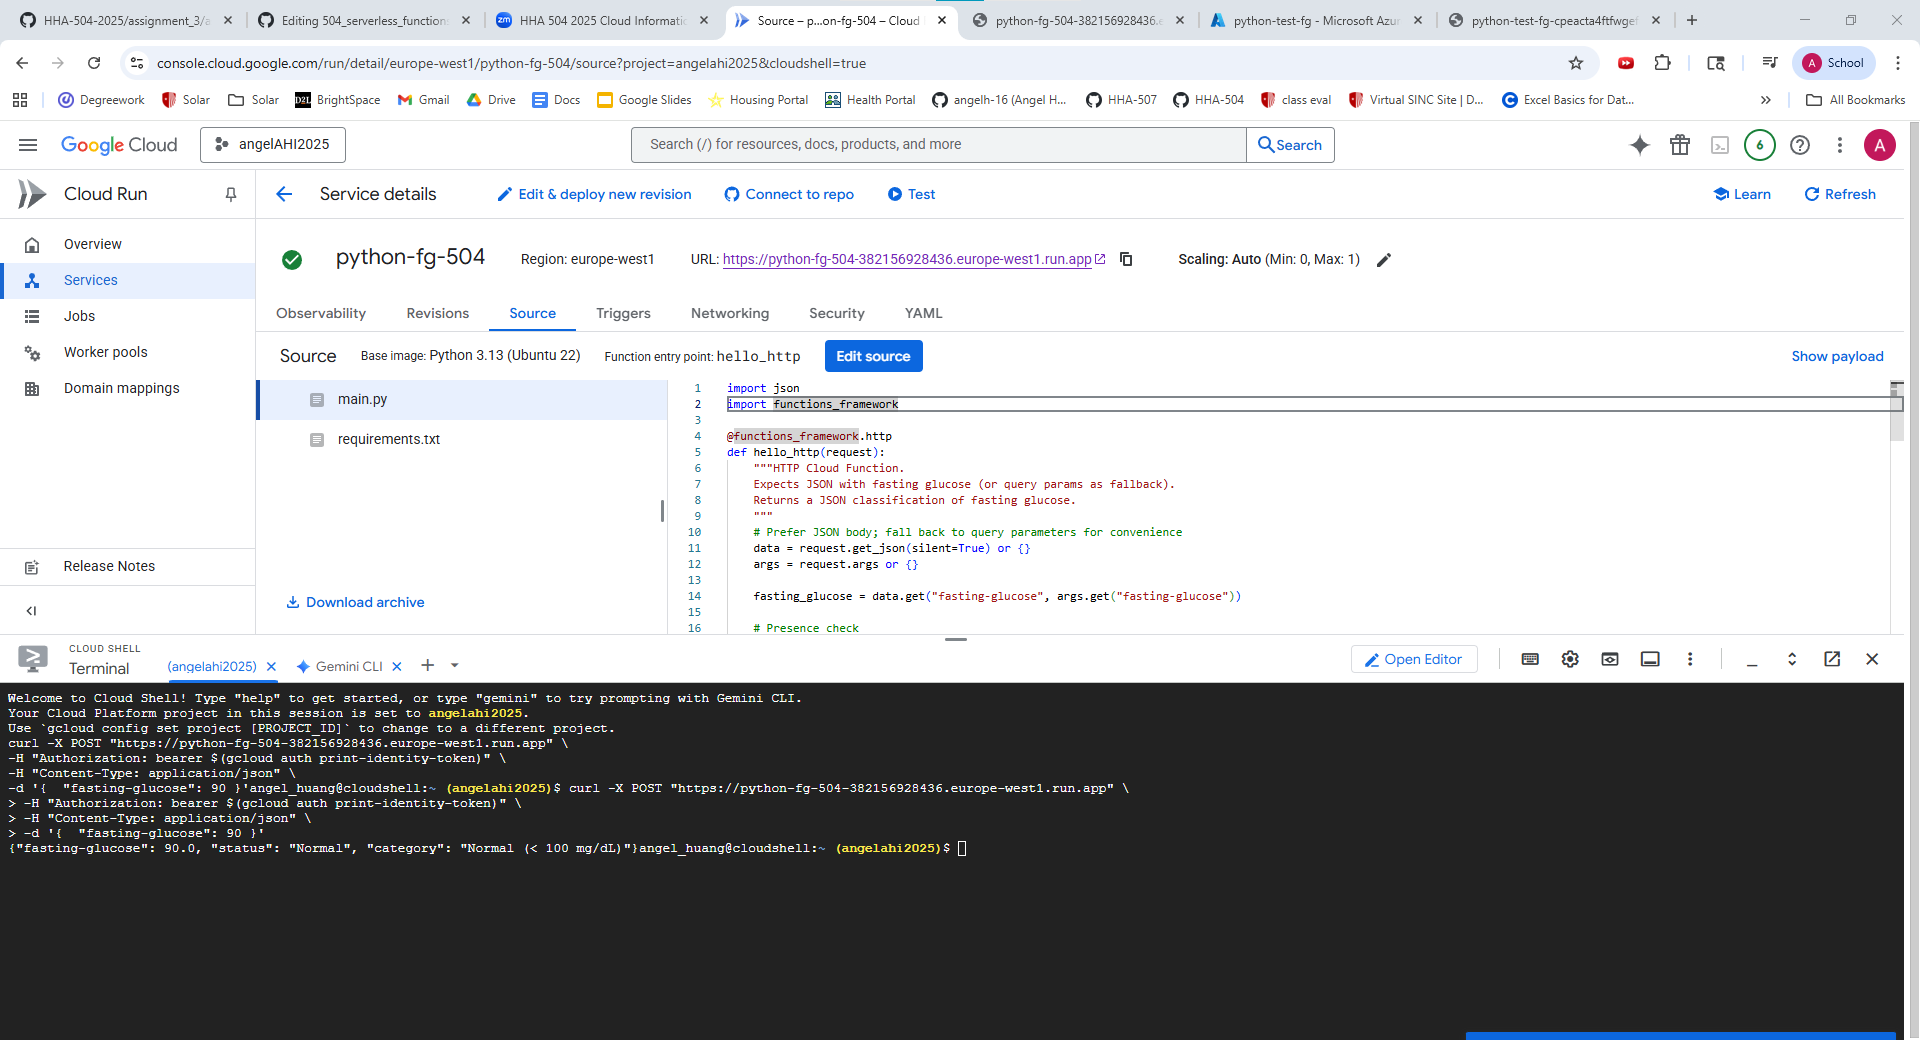 HHA-504-2025/assignment_3/a
Editing 504_serverless_function
HHA 504 2025 Cloud Informatic
Source – p...on-fg-504 – Cloud
python-fg-504-382156928436.e
python-test-fg - Microsoft Azu
python-test-fg-cpeacta4ftfwge
console.cloud.google.com/run/detail/europe-west1/python-fg-504/source?project=angelahi2025&cloudshell=true
A School
Degreework
Solar
Solar
BrightSpace
Gmail
Drive
Docs
Google Slides
Housing Portal
Health Portal
angelh-16 (Angel H...
HHA-507
HHA-504
class eval
Virtual SINC Site | D...
Excel Basics for Dat...
All Bookmarks
Google Cloud
angelAHI2025
Search (/) for resources, docs, products, and more
Search
6
A
Cloud Run
Service details
Edit & deploy new revision
Connect to repo
Test
Learn
Refresh
Overview
Services
Jobs
Worker pools
Domain mappings
Release Notes
python-fg-504
Region: europe-west1
URL: https://python-fg-504-382156928436.europe-west1.run.app
Scaling: Auto (Min: 0, Max: 1)
Observability
Revisions
Source
Triggers
Networking
Security
YAML
Source
Base image: Python 3.13 (Ubuntu 22)
Function entry point: hello_http
Edit source
Show payload
main.py
requirements.txt
Download archive
1 import json
2 import functions_framework
3
4 @functions_framework.http
5 def hello_http(request):
6 """HTTP Cloud Function.
7 Expects JSON with fasting glucose (or query params as fallback).
8 Returns a JSON classification of fasting glucose.
9 """
10 # Prefer JSON body; fall back to query parameters for convenience
11 data = request.get_json(silent=True) or {}
12 args = request.args or {}
13
14 fasting_glucose = data.get("fasting-glucose", args.get("fasting-glucose"))
15
16 # Presence check
CLOUD SHELL
Terminal
(angelahi2025)
Gemini CLI
Open Editor
Welcome to Cloud Shell! Type "help" to get started, or type "gemini" to try prompting with Gemini CLI.
Your Cloud Platform project in this session is set to angelahi2025.
Use `gcloud config set project [PROJECT_ID]` to change to a different project.
curl -X POST "https://python-fg-504-382156928436.europe-west1.run.app" \
-H "Authorization: bearer $(gcloud auth print-identity-token)" \
-H "Content-Type: application/json" \
-d '{  "fasting-glucose": 90 }'angel_huang@cloudshell:~ (angelahi2025)$ curl -X POST "https://python-fg-504-382156928436.europe-west1.run.app" \
> -H "Authorization: bearer $(gcloud auth print-identity-token)" \
> -H "Content-Type: application/json" \
> -d '{  "fasting-glucose": 90 }'
{"fasting-glucose": 90.0, "status": "Normal", "category": "Normal (< 100 mg/dL)"}angel_huang@cloudshell:~ (angelahi2025)$